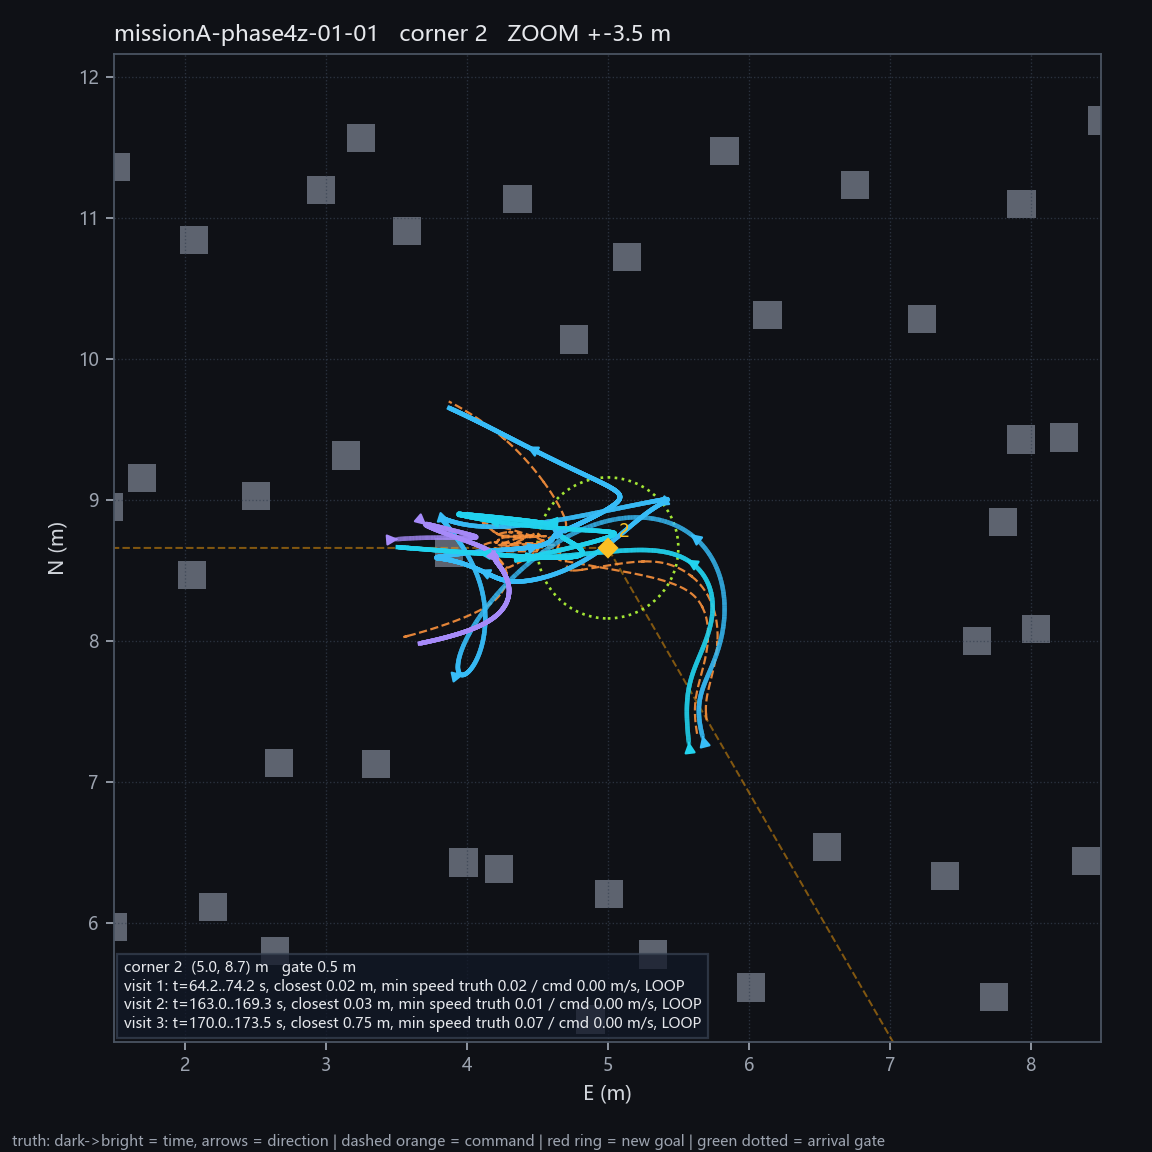 missionA-phase4z-01-01   corner 2   ZOOM +-3.5 m
12
11
10
9
8
7
6
N (m)
2
corner 2  (5.0, 8.7) m   gate 0.5 m
visit 1: t=64.2..74.2 s, closest 0.02 m, min speed truth 0.02 / cmd 0.00 m/s, LOOP
visit 2: t=163.0..169.3 s, closest 0.03 m, min speed truth 0.01 / cmd 0.00 m/s, LOOP
visit 3: t=170.0..173.5 s, closest 0.75 m, min speed truth 0.07 / cmd 0.00 m/s, LOOP
2 3 4 5 6 7 8
E (m)
truth: dark->bright = time, arrows = direction | dashed orange = command | red ring = new goal | green dotted = arrival gate